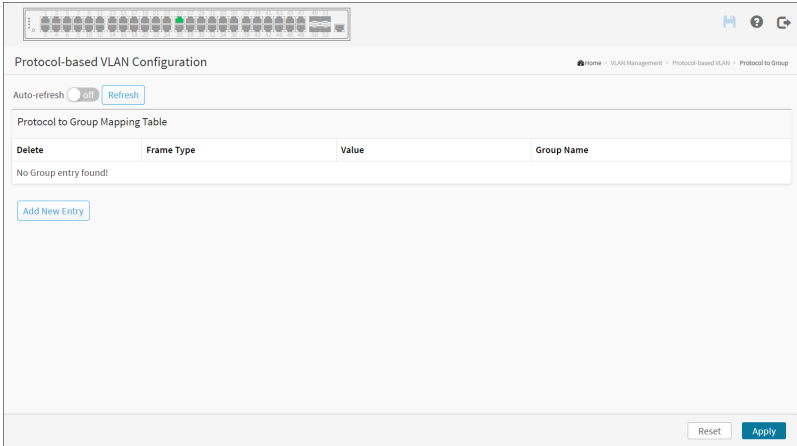 Protocol-based VLAN Configuration
Home > VLAN Management > Protocol-based VLAN > Protocol to Group
Auto-refresh off Refresh
Protocol to Group Mapping Table
Delete Frame Type Value Group Name
No Group entry found!
Add New Entry
Reset Apply